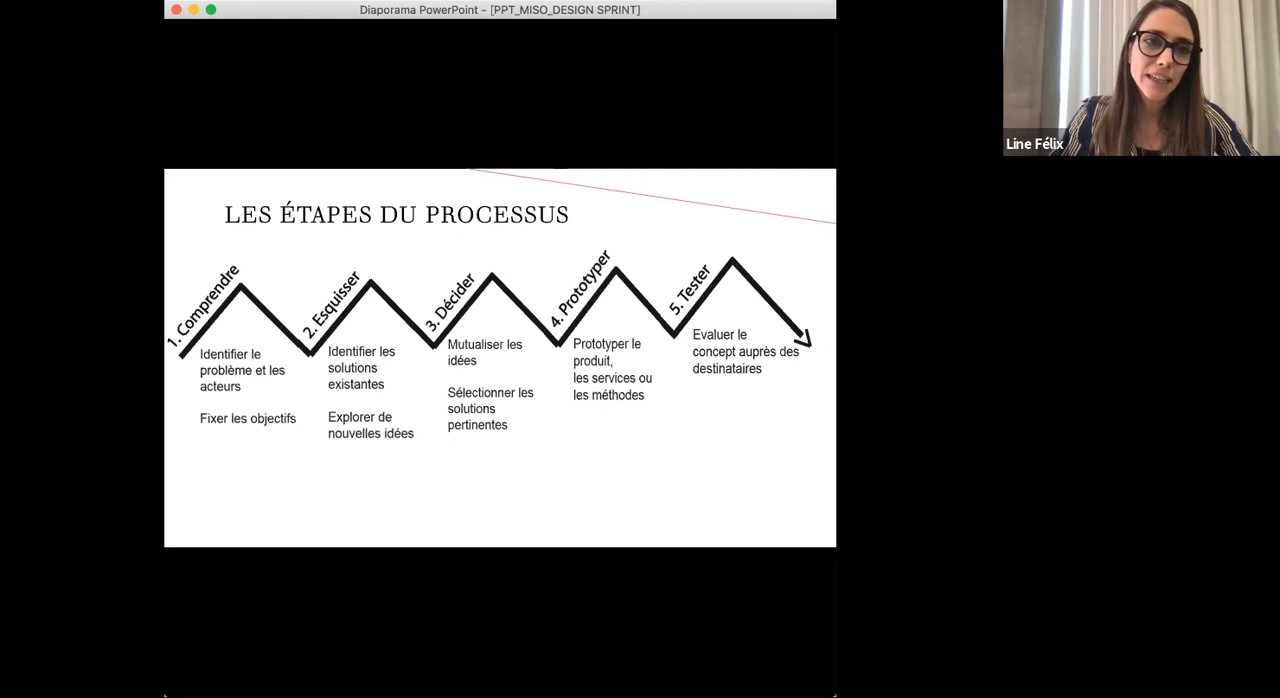 Diaporama PowerPoint - [PPT_MISO_DESIGN SPRINT]
Line Félix
LES ÉTAPES DU PROCESSUS
1. Comprendre
Identifier le
problème et les
acteurs
Fixer les objectifs
2. Esquisser
Identifier les
solutions
existantes
Explorer de
nouvelles idées
3. Décider
Mutualiser les
idées
Sélectionner les
solutions
pertinentes
4. Prototyper
Prototyper le
produit,
les services ou
les méthodes
5. Tester
Evaluer le
concept auprès des
destinataires